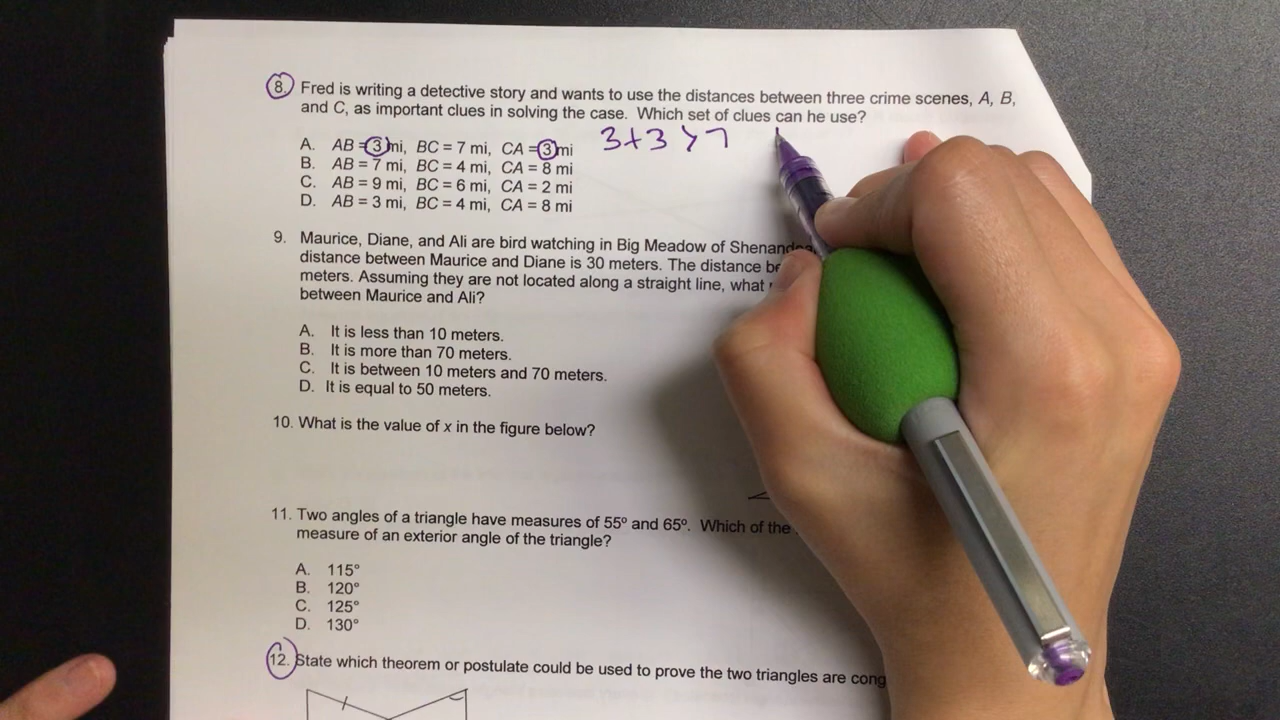 8. Fred is writing a detective story and wants to use the distances between three crime scenes, A, B,
and C, as important clues in solving the case. Which set of clues can he use?
A. AB = 3 mi, BC = 7 mi, CA = 3 mi 3+3 > 7
B. AB = 7 mi, BC = 4 mi, CA = 8 mi
C. AB = 9 mi, BC = 6 mi, CA = 2 mi
D. AB = 3 mi, BC = 4 mi, CA = 8 mi
9. Maurice, Diane, and Ali are bird watching in Big Meadow of
distance between Maurice and Diane is 30 meters. The distance
meters. Assuming they are not located along a straight line, what
between Maurice and Ali?
A. It is less than 10 meters.
B. It is more than 70 meters.
C. It is between 10 meters and 70 meters.
D. It is equal to 50 meters.
10. What is the value of x in the figure below?
11. Two angles of a triangle have measures of 55º and 65º. Which of the
measure of an exterior angle of the triangle?
A. 115°
B. 120°
C. 125°
D. 130°
12. State which theorem or postulate could be used to prove the two triangles are